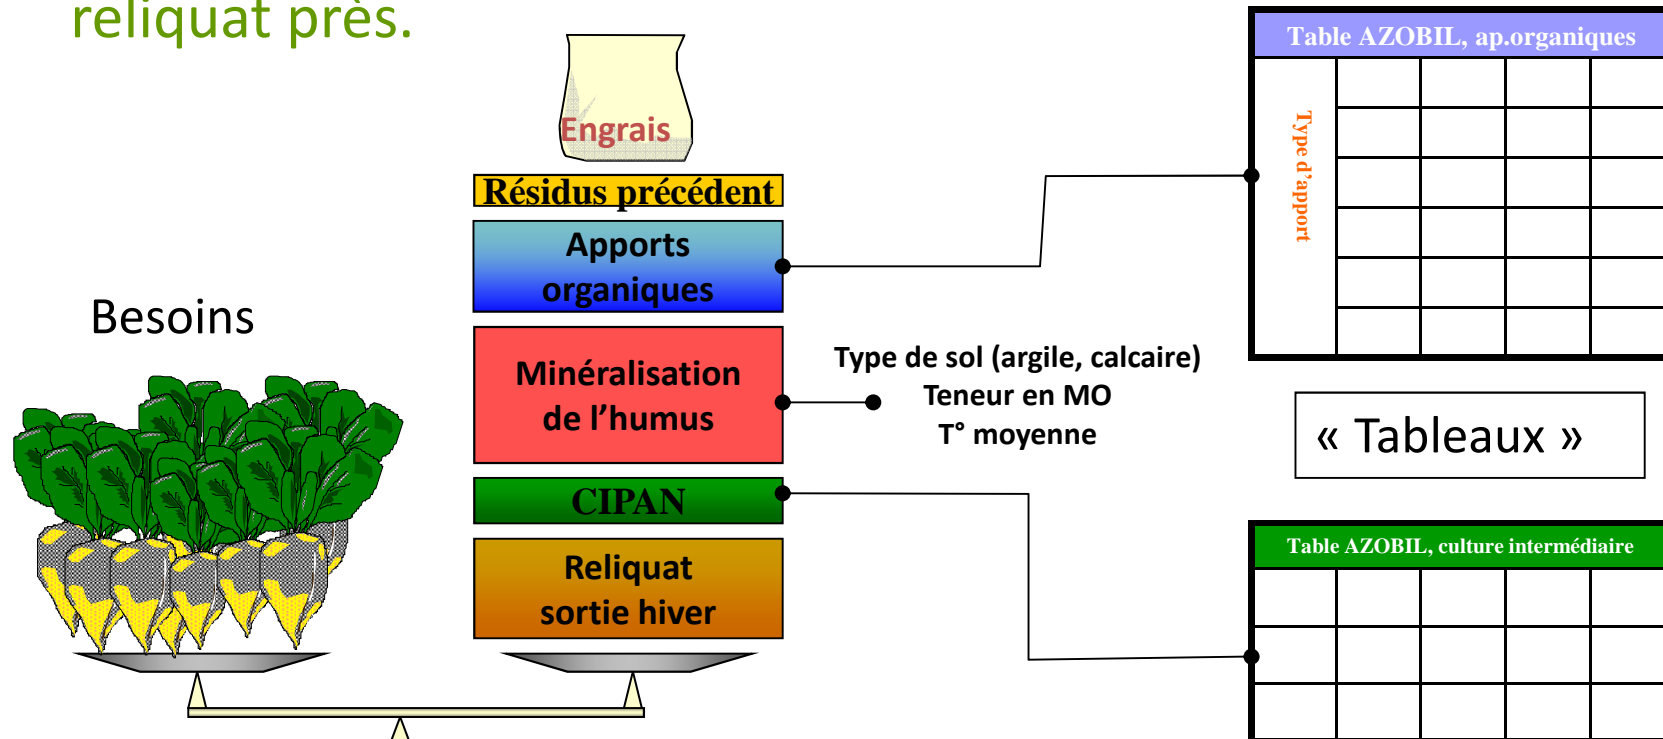 reliquat près.
Engrais
Résidus précédent
Apports
organiques
Minéralisation
de l’humus
CIPAN
Reliquat
sortie hiver
Besoins
Type de sol (argile, calcaire)
Teneur en MO
T° moyenne
Table AZOBIL, ap.organiques
Type d’apport
« Tableaux »
Table AZOBIL, culture intermédiaire